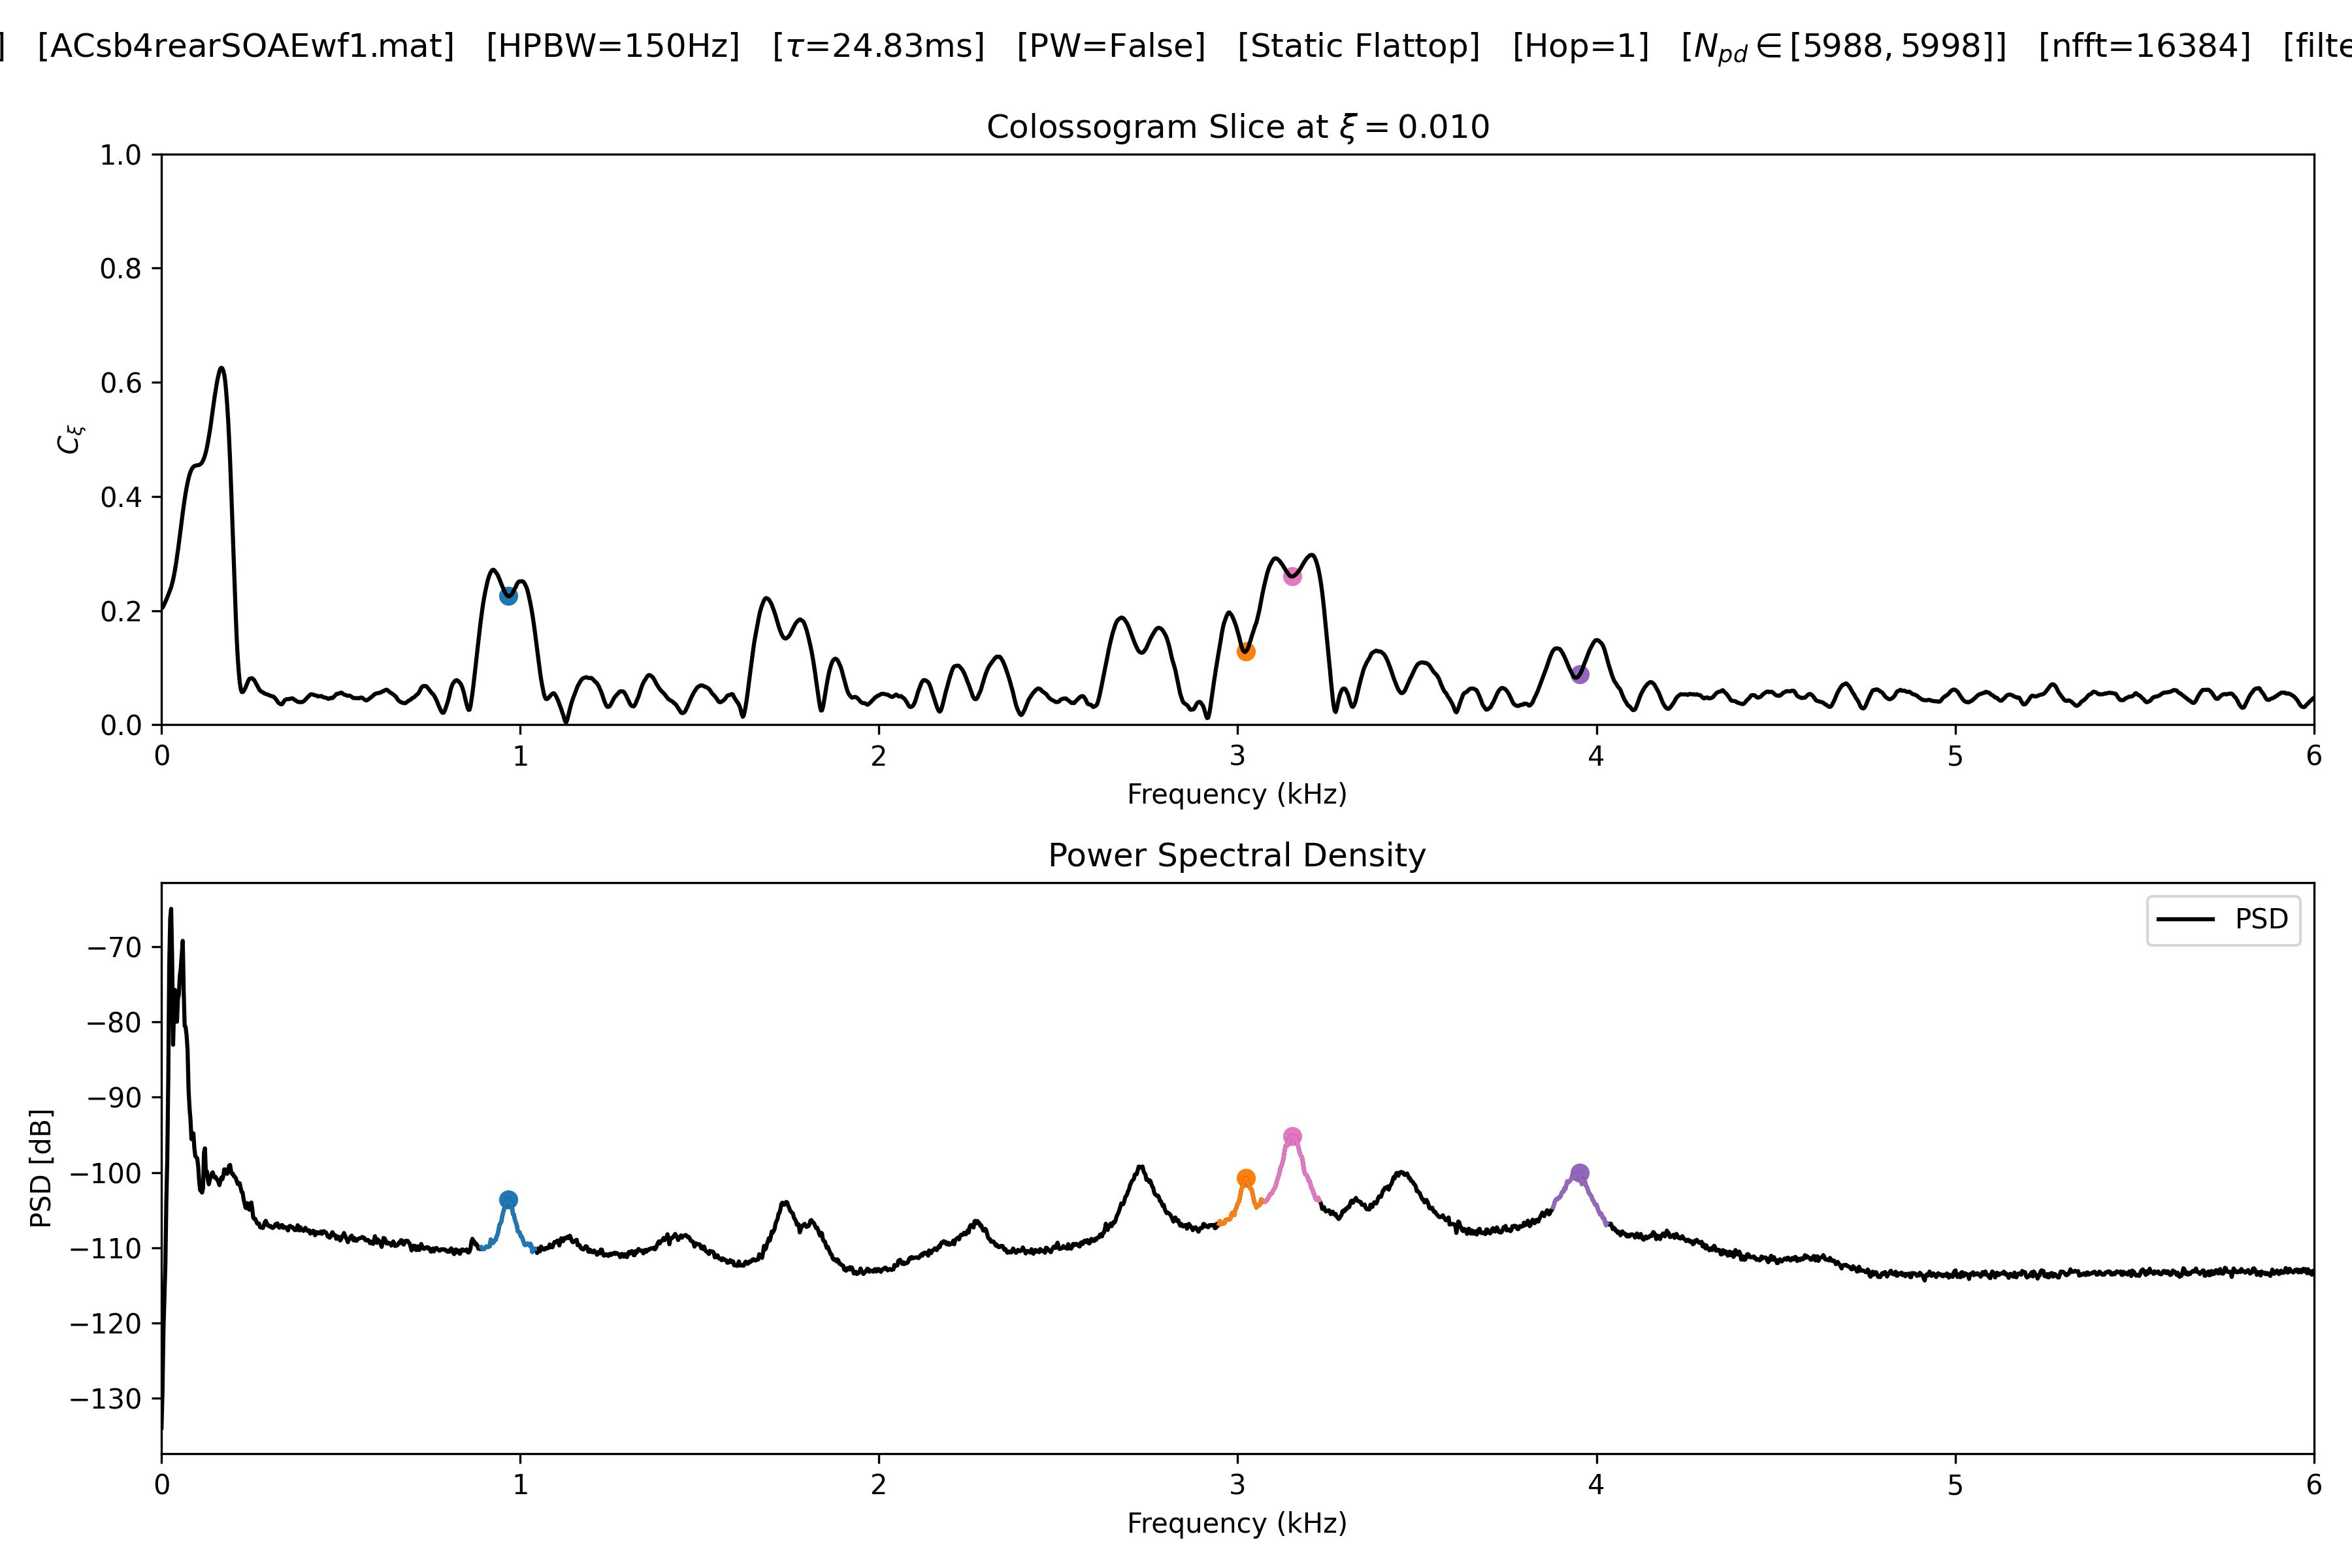 ] [ACsb4rearSOAEwf1.mat] [HPBW=150Hz] [τ=24.83ms] [PW=False] [Static Flattop] [Hop=1] [N_pd ∈ [5988, 5998]] [nfft=16384] [filte
Colossogram Slice at ξ = 0.010
1.0
0.8
0.6
0.4
0.2
0.0
C_ξ
0 1 2 3 4 5 6
Frequency (kHz)
Power Spectral Density
PSD
−70
−80
−90
−100
−110
−120
−130
PSD [dB]
0 1 2 3 4 5 6
Frequency (kHz)